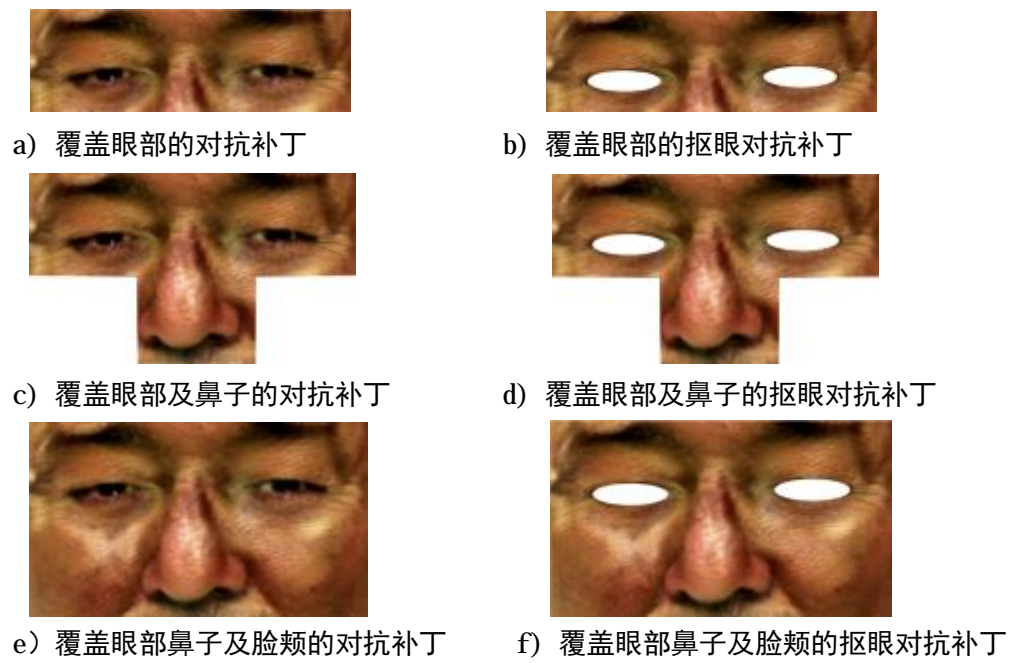 a) 覆盖眼部的对抗补丁
b) 覆盖眼部的抠眼对抗补丁
c) 覆盖眼部及鼻子的对抗补丁
d) 覆盖眼部及鼻子的抠眼对抗补丁
e）覆盖眼部鼻子及脸颊的对抗补丁
f) 覆盖眼部鼻子及脸颊的抠眼对抗补丁